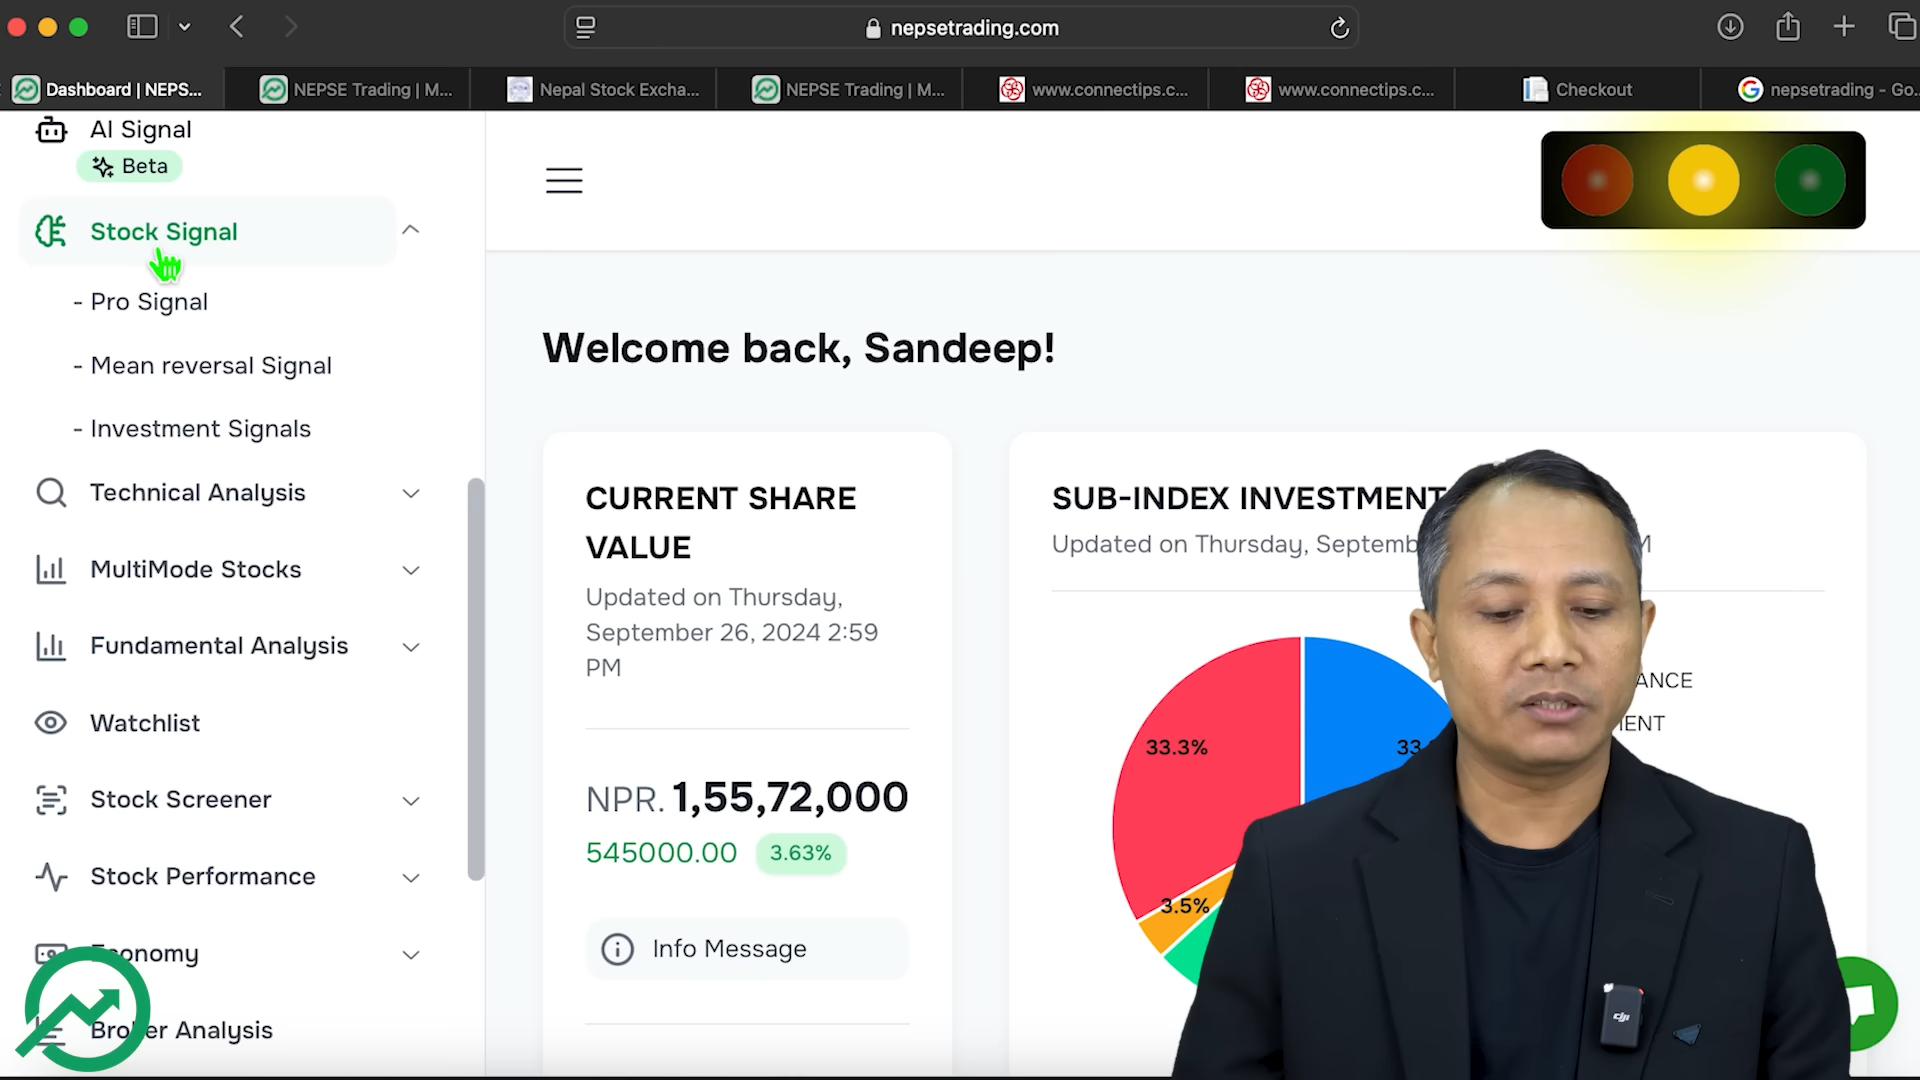 nepsetrading.com
Dashboard | NEPS...
NEPSE Trading | M...
Nepal Stock Excha...
NEPSE Trading | M...
www.connectips.c...
www.connectips.c...
Checkout
nepsetrading - Go...
AI Signal
Beta
Stock Signal
- Pro Signal
- Mean reversal Signal
- Investment Signals
Technical Analysis
MultiMode Stocks
Fundamental Analysis
Watchlist
Stock Screener
Stock Performance
Economy
Broker Analysis
Welcome back, Sandeep!
CURRENT SHARE
VALUE
Updated on Thursday,
September 26, 2024 2:59
PM
NPR. 1,55,72,000
545000.00 3.63%
Info Message
SUB-INDEX INVESTMENT
Updated on Thursday,
33.3%
3.5%
dji